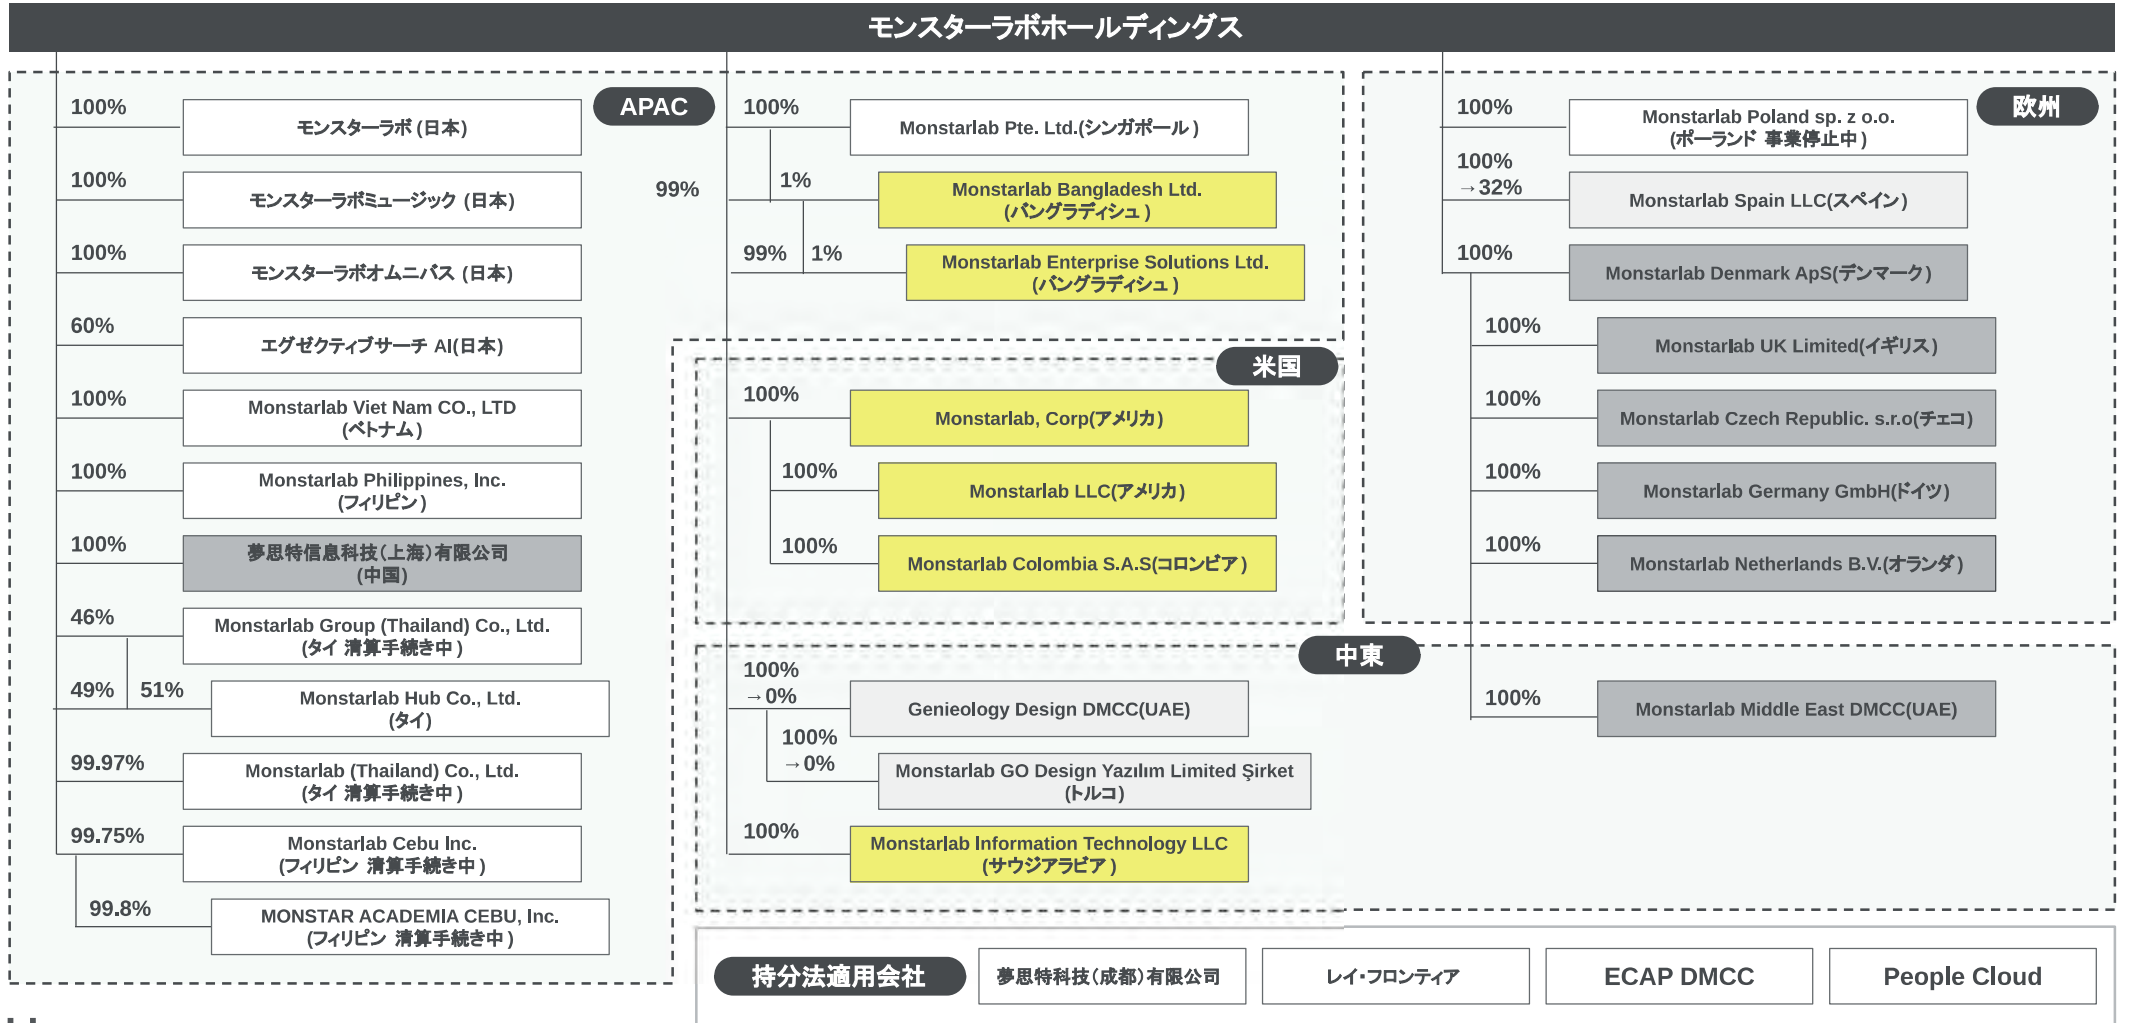 モンスターラボホールディングス
APAC
100%
モンスターラボ (日本)
100%
モンスターラボミュージック (日本)
100%
モンスターラボオムニバス (日本)
60%
エグゼクティブサーチ AI(日本)
100%
Monstarlab Viet Nam CO., LTD
(ベトナム)
100%
Monstarlab Philippines, Inc.
(フィリピン)
100%
夢思特信息科技(上海)有限公司
(中国)
46%
Monstarlab Group (Thailand) Co., Ltd.
(タイ 清算手続き中)
49%
51%
Monstarlab Hub Co., Ltd.
(タイ)
99.97%
Monstarlab (Thailand) Co., Ltd.
(タイ 清算手続き中)
99.75%
Monstarlab Cebu Inc.
(フィリピン 清算手続き中)
99.8%
MONSTAR ACADEMIA CEBU, Inc.
(フィリピン 清算手続き中)
100%
Monstarlab Pte. Ltd.(シンガポール)
99%
1%
Monstarlab Bangladesh Ltd.
(バングラディシュ)
99%
1%
Monstarlab Enterprise Solutions Ltd.
(バングラディシュ)
米国
100%
Monstarlab, Corp(アメリカ)
100%
Monstarlab LLC(アメリカ)
100%
Monstarlab Colombia S.A.S(コロンビア)
欧州
100%
Monstarlab Poland sp. z o.o.
(ポーランド 事業停止中)
100%
→32%
Monstarlab Spain LLC(スペイン)
100%
Monstarlab Denmark ApS(デンマーク)
100%
Monstarlab UK Limited(イギリス)
100%
Monstarlab Czech Republic. s.r.o(チェコ)
100%
Monstarlab Germany GmbH(ドイツ)
100%
Monstarlab Netherlands B.V.(オランダ)
中東
100%
→0%
Genieology Design DMCC(UAE)
100%
→0%
Monstarlab GO Design Yazılım Limited Şirket
(トルコ)
100%
Monstarlab Information Technology LLC
(サウジアラビア)
100%
Monstarlab Middle East DMCC(UAE)
持分法適用会社
夢思特科技(成都)有限公司
レイ・フロンティア
ECAP DMCC
People Cloud